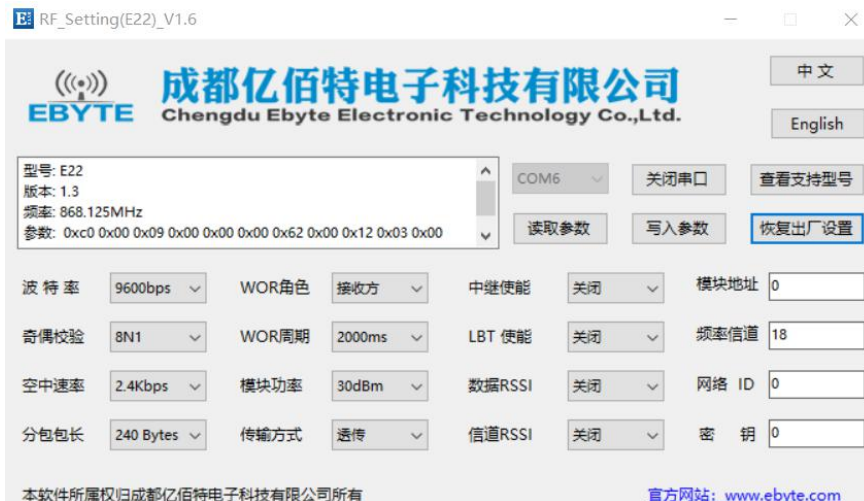 RF_Setting(E22)_V1.6
EBYTE
成都亿佰特电子科技有限公司
Chengdu Ebyte Electronic Technology Co.,Ltd.
中文
English
型号: E22
版本: 1.3
频率: 868.125MHz
参数: 0xc0 0x00 0x09 0x00 0x00 0x00 0x62 0x00 0x12 0x03 0x00
COM6
关闭串口
查看支持型号
读取参数
写入参数
恢复出厂设置
波特率 9600bps WOR角色 接收方 中继使能 关闭 模块地址 0
奇偶校验 8N1 WOR周期 2000ms LBT 使能 关闭 频率信道 18
空中速率 2.4Kbps 模块功率 30dBm 数据RSSI 关闭 网络 ID 0
分包包长 240 Bytes 传输方式 透传 信道RSSI 关闭 密 钥 0
本软件所属权归成都亿佰特电子科技有限公司所有 官方网站：www.ebyte.com